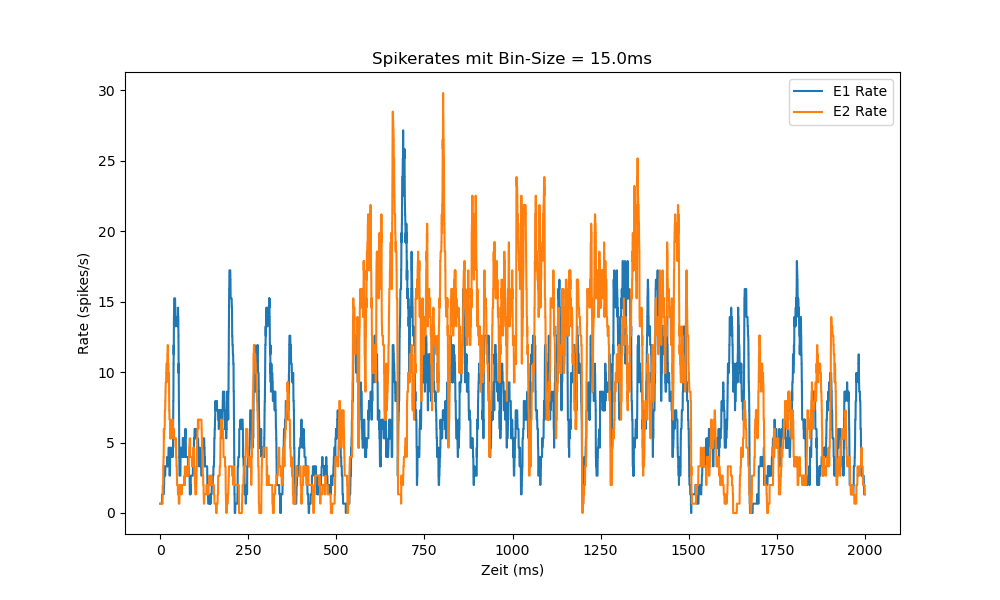 Spikerates mit Bin-Size = 15.0ms
E1 Rate
E2 Rate
30
25
20
15
10
5
0
Rate (spikes/s)
0 250 500 750 1000 1250 1500 1750 2000
Zeit (ms)